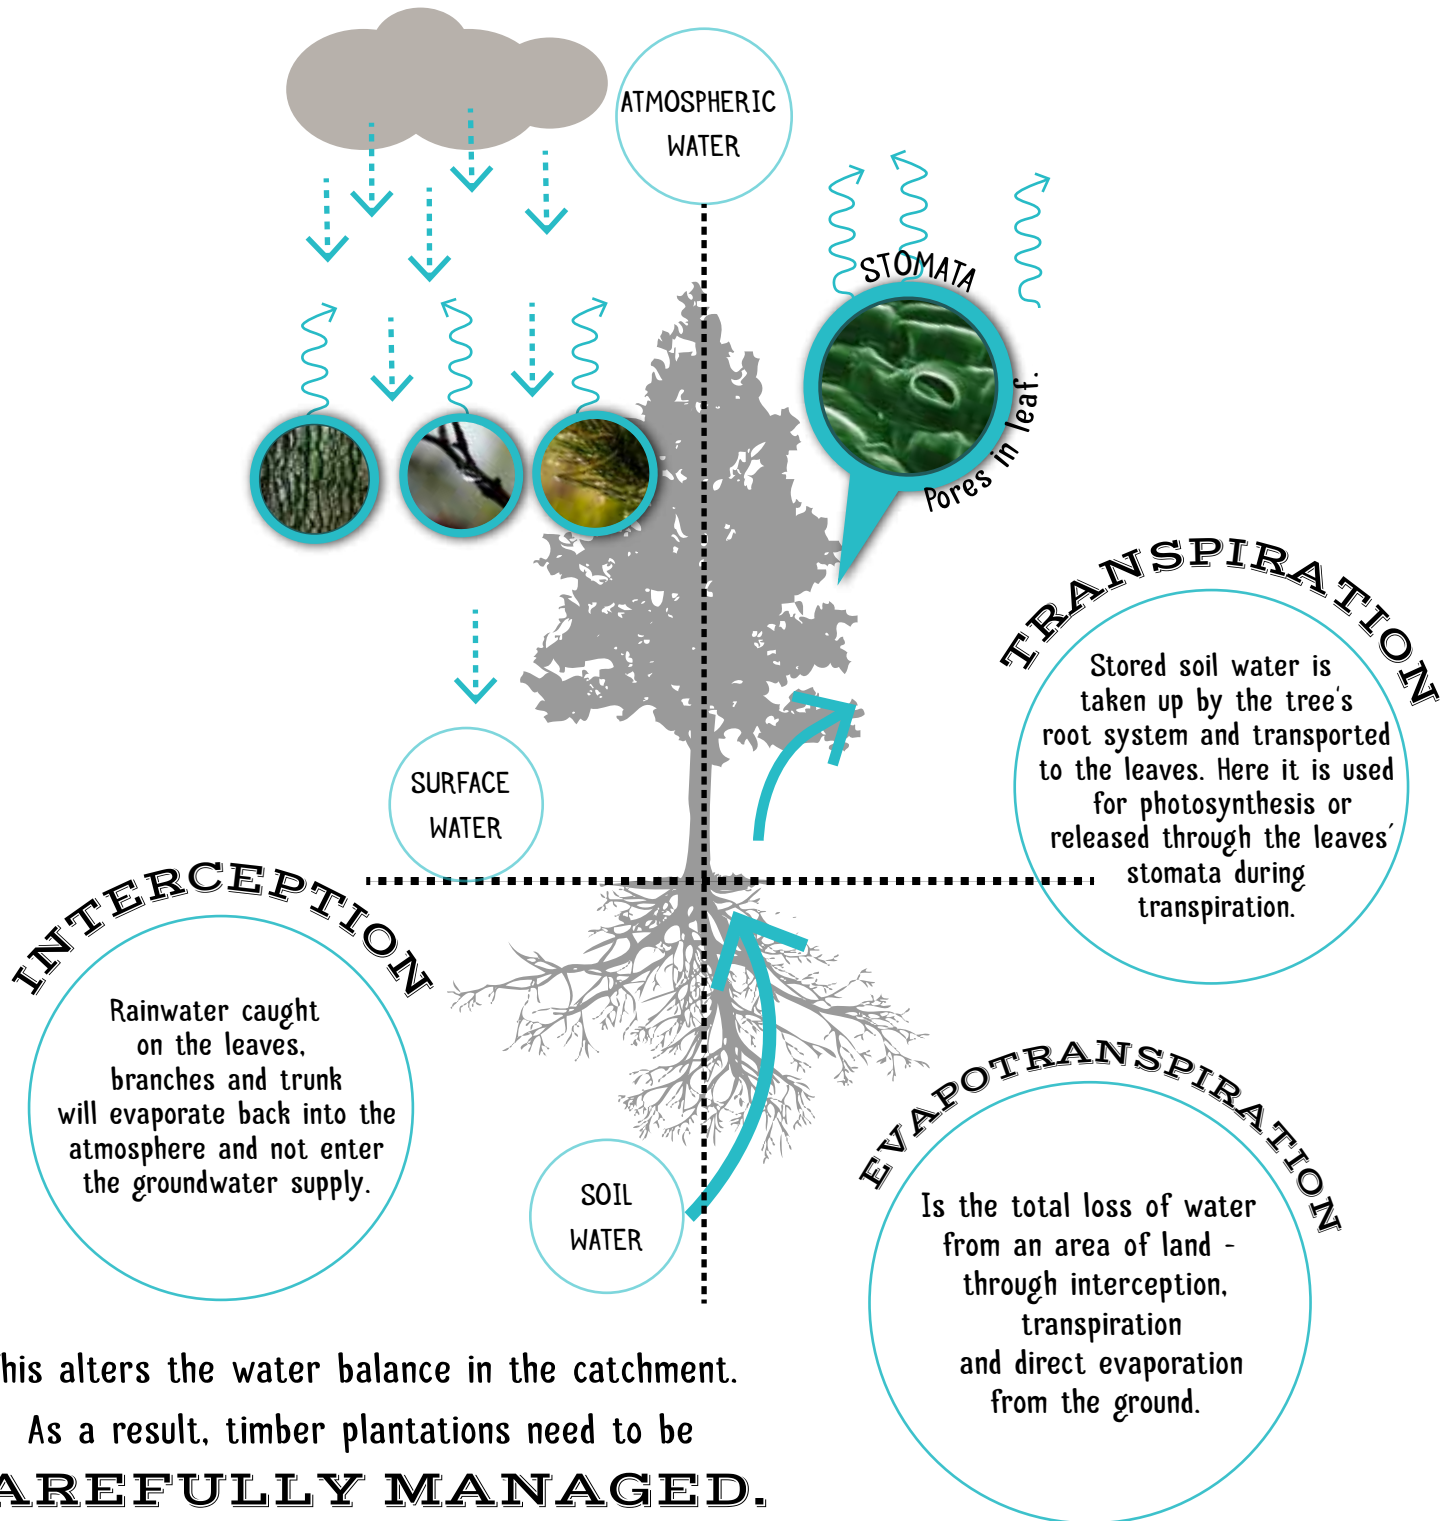 ATMOSPHERIC
WATER
STOMATA
Pores in leaf.
TRANSPIRATION
Stored soil water is
taken up by the tree's
root system and transported
to the leaves. Here it is used
for photosynthesis or
released through the leaves'
stomata during
transpiration.
SURFACE
WATER
INTERCEPTION
Rainwater caught
on the leaves,
branches and trunk
will evaporate back into the
atmosphere and not enter
the groundwater supply.
EVAPOTRANSPIRATION
Is the total loss of water
from an area of land -
through interception,
transpiration
and direct evaporation
from the ground.
SOIL
WATER
his alters the water balance in the catchment.
As a result, timber plantations need to be
AREFULLY MANAGED.